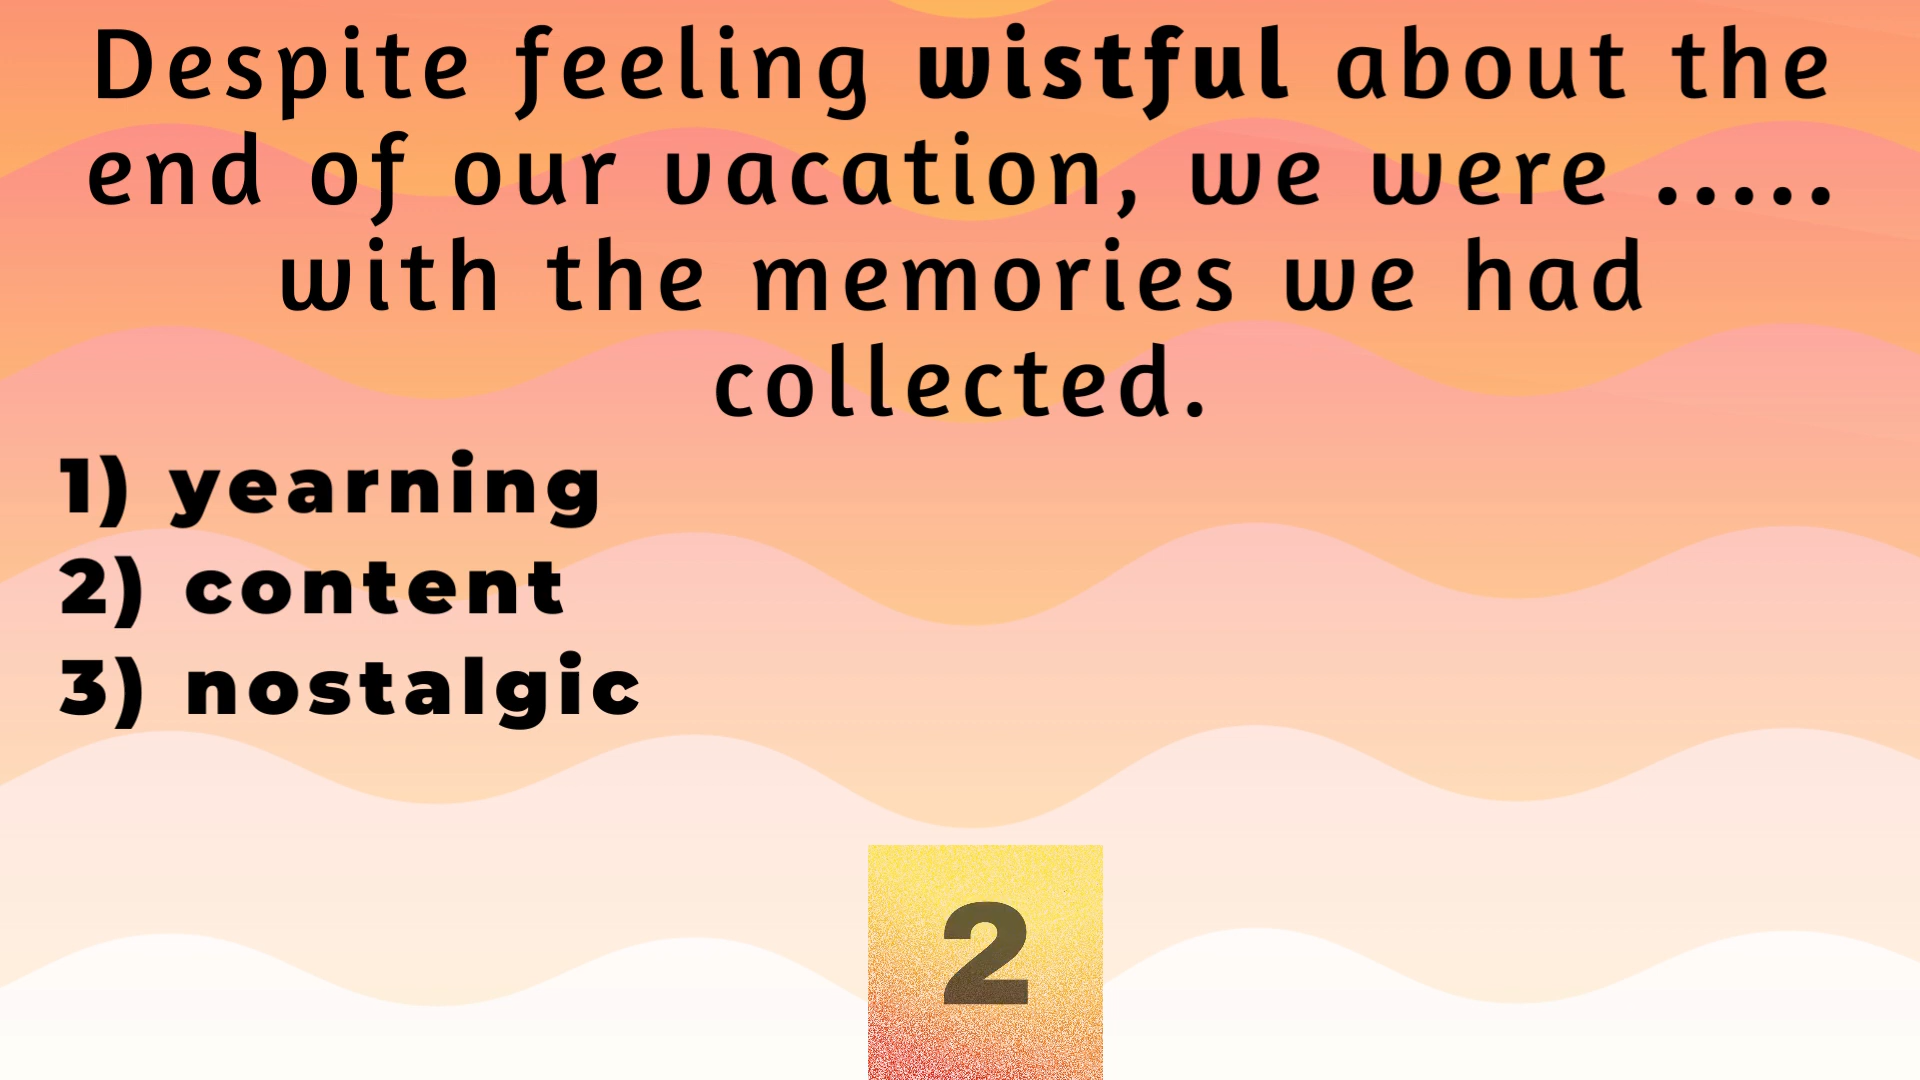 Despite feeling wistful about the
end of our vacation, we were .....
with the memories we had
collected.
1) yearning
2) content
3) nostalgic
2